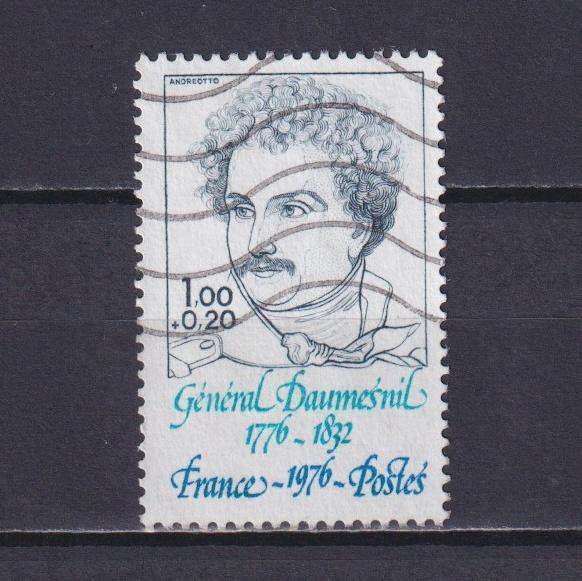 ANDREOTTO
1,00
+0,20
Général Daumesnil
1776 ~ 1832
France ~ 1976 ~ Postes